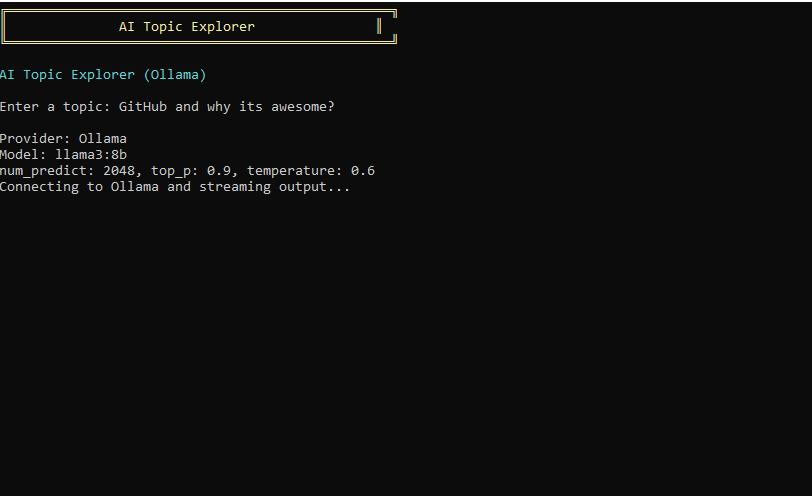 AI Topic Explorer
AI Topic Explorer (Ollama)
Enter a topic: GitHub and why its awesome?
Provider: Ollama
Model: llama3:8b
num_predict: 2048, top_p: 0.9, temperature: 0.6
Connecting to Ollama and streaming output...